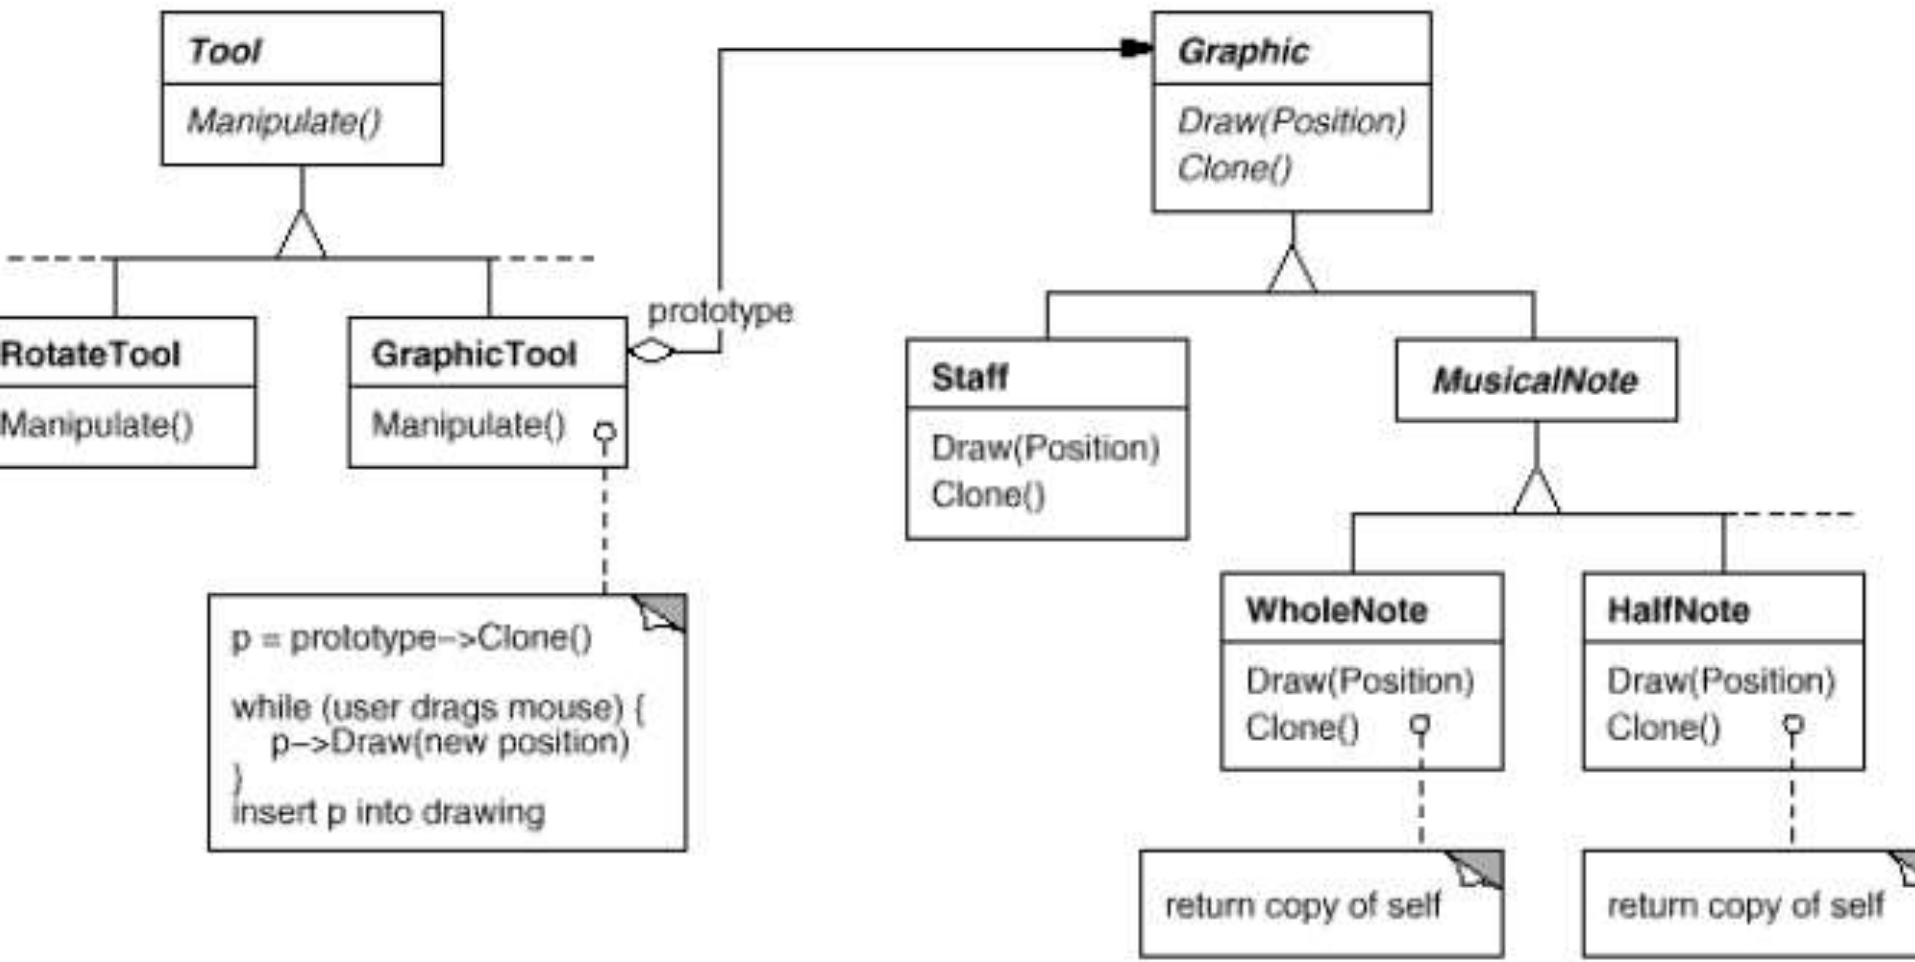 Tool
Manipulate()
Graphic
Draw(Position)
Clone()
prototype
RotateTool
Manipulate()
GraphicTool
Manipulate()
Staff
Draw(Position)
Clone()
MusicalNote
p = prototype–>Clone()
while (user drags mouse) {
p–>Draw(new position)
}
insert p into drawing
WholeNote
Draw(Position)
Clone()
HalfNote
Draw(Position)
Clone()
return copy of self
return copy of self